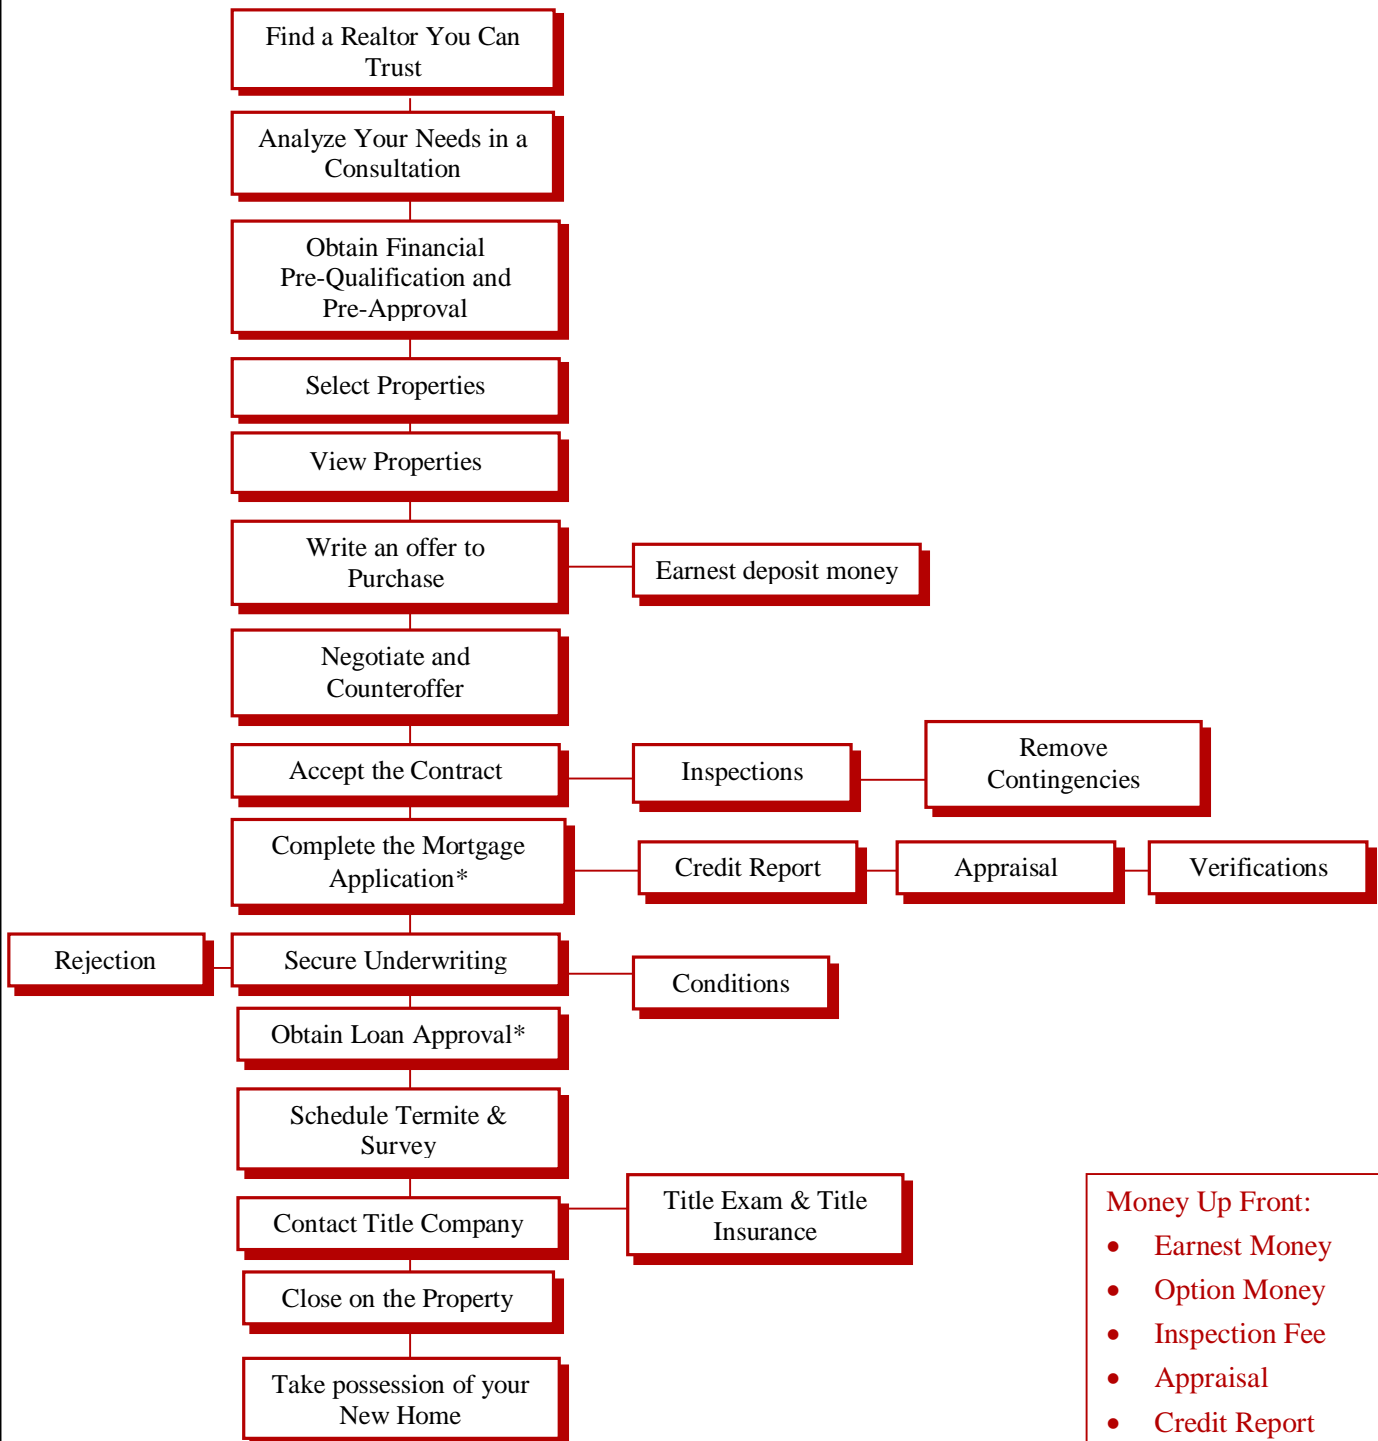 Find a Realtor You Can
Trust
Analyze Your Needs in a
Consultation
Obtain Financial
Pre-Qualification and
Pre-Approval
Select Properties
View Properties
Write an offer to
Purchase
Earnest deposit money
Negotiate and
Counteroffer
Accept the Contract
Inspections
Remove
Contingencies
Complete the Mortgage
Application*
Credit Report
Appraisal
Verifications
Rejection
Secure Underwriting
Conditions
Obtain Loan Approval*
Schedule Termite &
Survey
Contact Title Company
Title Exam & Title
Insurance
Close on the Property
Take possession of your
New Home
Money Up Front:
• Earnest Money
• Option Money
• Inspection Fee
• Appraisal
• Credit Report